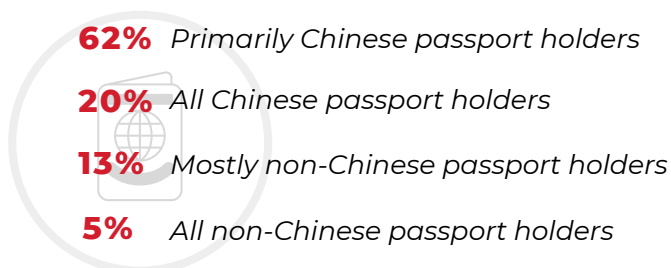 62% Primarily Chinese passport holders
20% All Chinese passport holders
13% Mostly non-Chinese passport holders
5% All non-Chinese passport holders